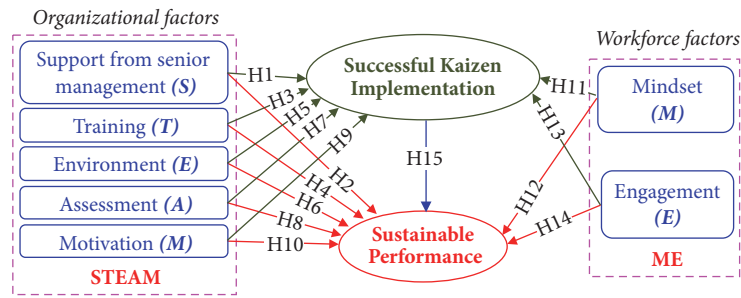 Organizational factors
Support from senior
management (S)
Training (T)
Environment (E)
Assessment (A)
Motivation (M)
STEAM
H1
H3
H5
H7
H9
H2
H4
H6
H8
H10
Successful Kaizen
Implementation
H15
Sustainable
Performance
H11
H13
H12
H14
Workforce factors
Mindset
(M)
Engagement
(E)
ME